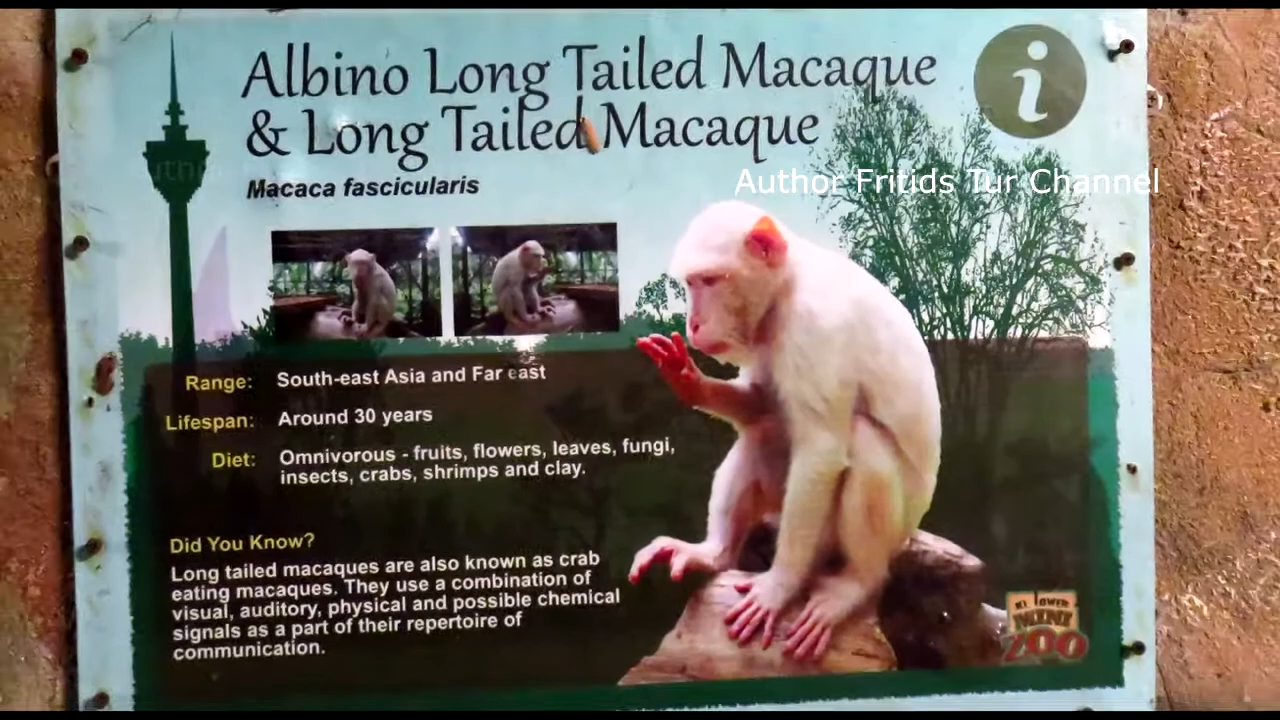 Albino Long Tailed Macaque
& Long Tailed Macaque
Macaca fascicularis
Author Fritids Tur Channel
Range: South-east Asia and Far east
Lifespan: Around 30 years
Diet: Omnivorous - fruits, flowers, leaves, fungi,
insects, crabs, shrimps and clay.
Did You Know?
Long tailed macaques are also known as crab
eating macaques. They use a combination of
visual, auditory, physical and possible chemical
signals as a part of their repertoire of
communication.
KL TOWER
MINI
ZOO